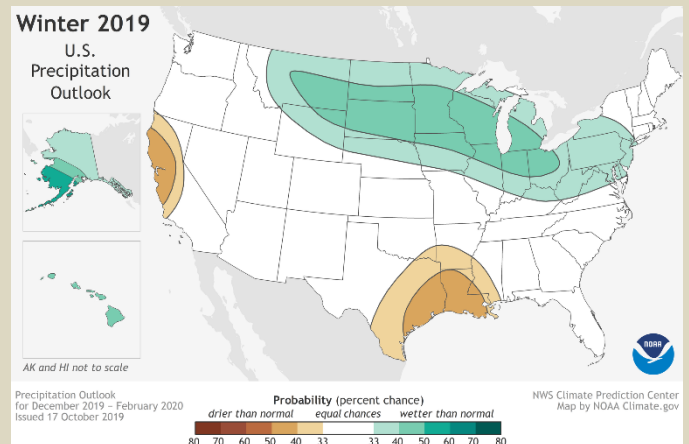 Winter 2019
U.S.
Precipitation
Outlook
AK and HI not to scale
NOAA
Precipitation Outlook
for December 2019 – February 2020
Issued 17 October 2019
Probability (percent chance)
drier than normal equal chances wetter than normal
80 70 60 50 40 33 33 40 50 60 70 80
NWS Climate Prediction Center
Map by NOAA Climate.gov